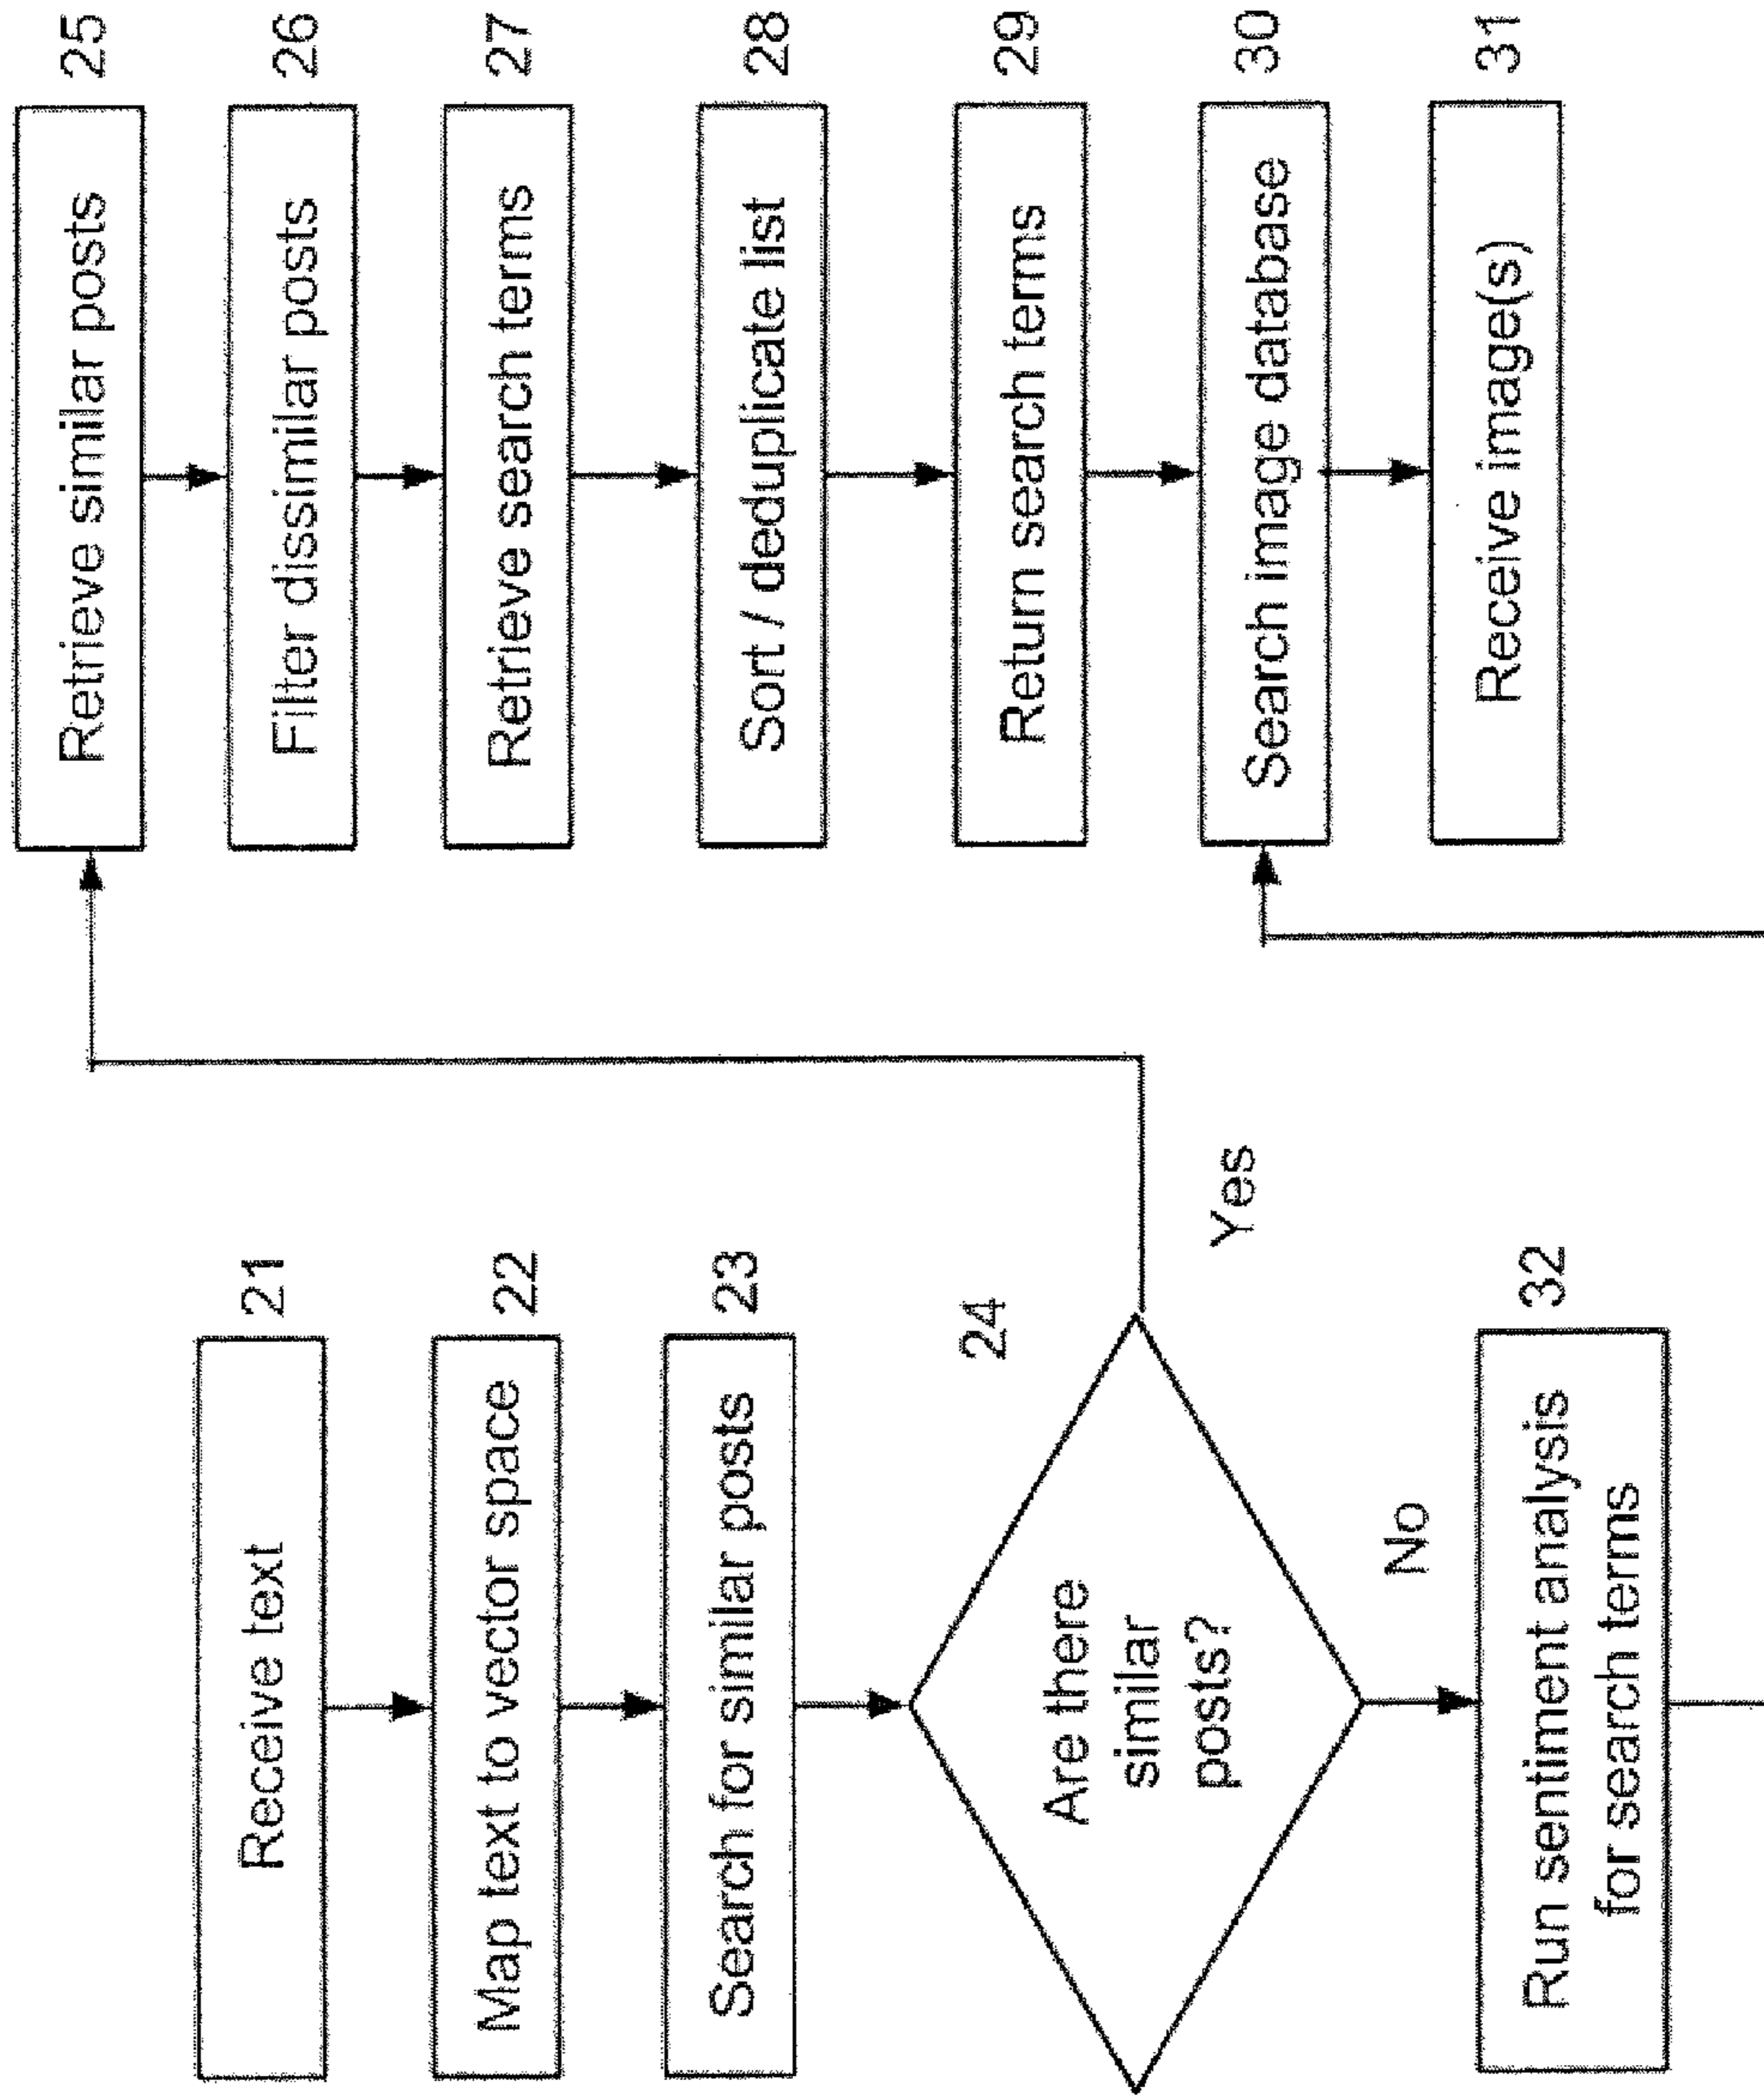 Receive text
21
Map text to vector space
22
Search for similar posts
23
Are there
similar
posts?
24
Yes
No
Run sentiment analysis
for search terms
32
Retrieve similar posts
25
Filter dissimilar posts
26
Retrieve search terms
27
Sort / deduplicate list
28
Return search terms
29
Search image database
30
Receive image(s)
31